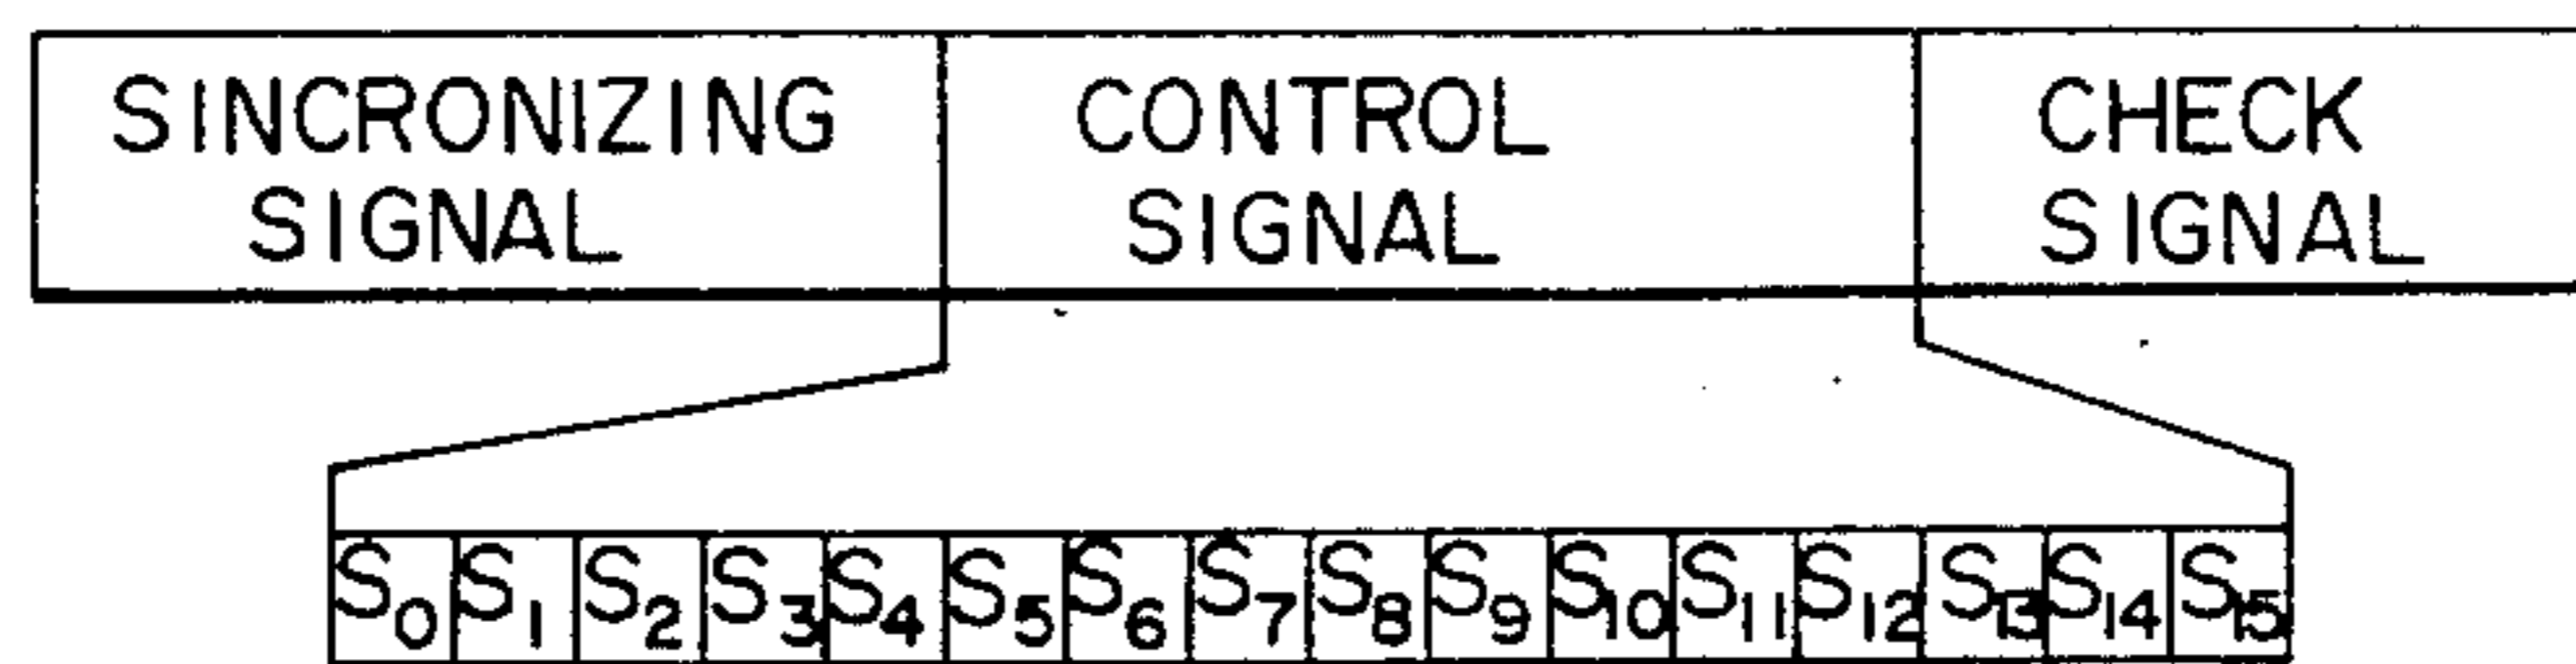 SINCRONIZING CONTROL CHECK
SIGNAL SIGNAL SIGNAL
S0 S1 S2 S3 S4 S5 S6 S7 S8 S9 S10 S11 S12 S13 S14 S15